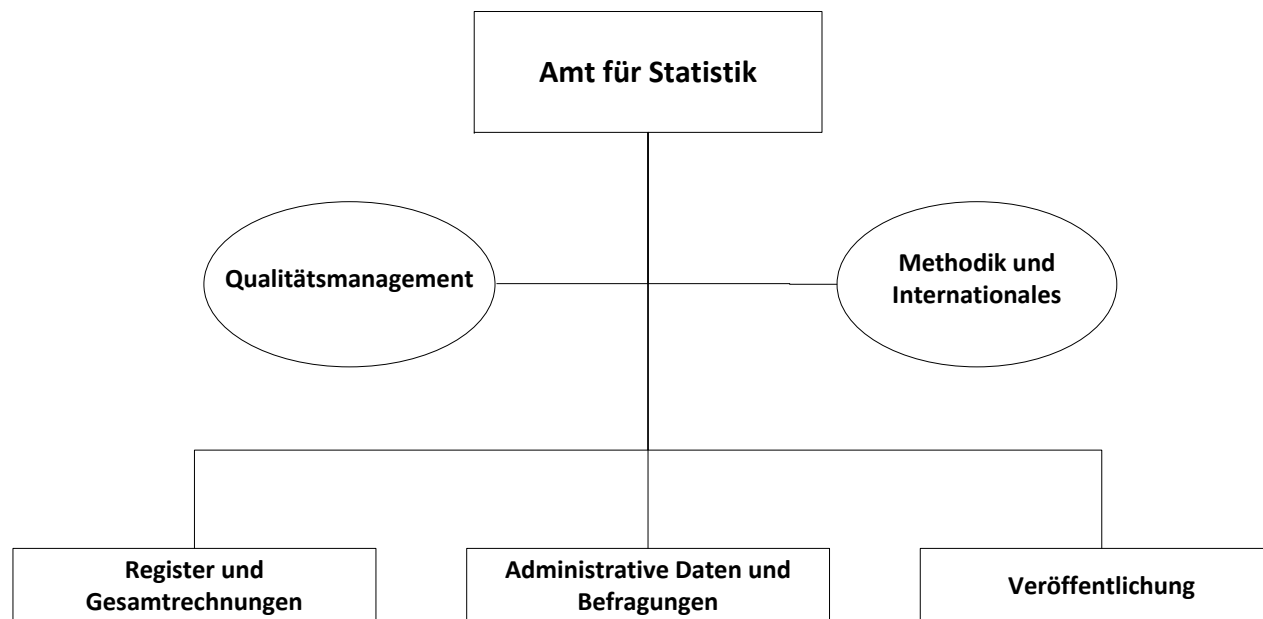 Amt für Statistik
Qualitätsmanagement
Methodik und
Internationales
Register und
Gesamtrechnungen
Administrative Daten und
Befragungen
Veröffentlichung